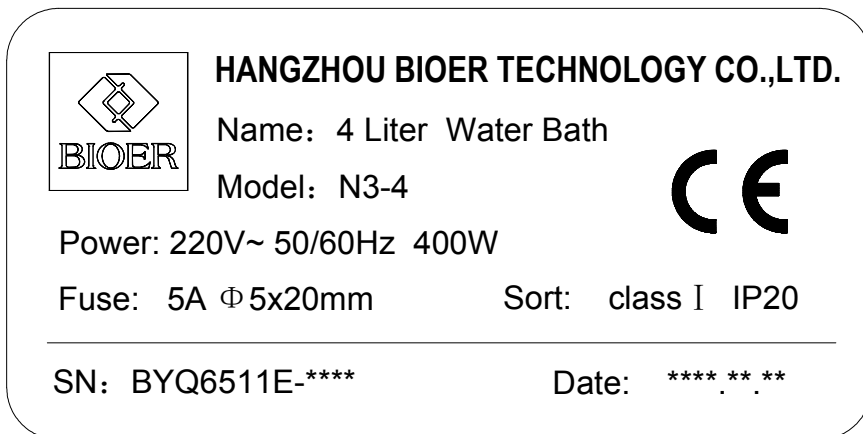 HANGZHOU BIOER TECHNOLOGY CO.,LTD.
BIOER
Name：4 Liter Water Bath
Model：N3-4
CE
Power: 220V~ 50/60Hz 400W
Fuse: 5A Φ5x20mm Sort: class Ⅰ IP20
SN：BYQ6511E-**** Date: ****.**.**